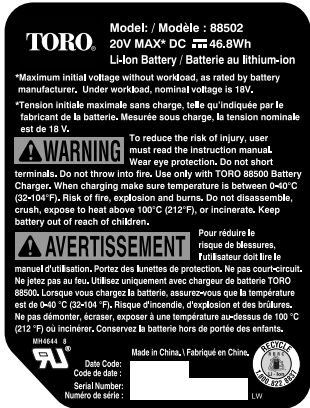 TORO®
Model: / Modèle : 88502
20V MAX* DC 46.8Wh
Li-Ion Battery / Batterie au lithium-ion
*Maximum initial voltage without workload, as rated by battery
manufacturer. Under workload, nominal voltage is 18V.
*Tension initiale maximale sans charge, telle qu'indiquée par le
fabricant de la batterie. Mesurée sous charge, la tension nominale
est de 18 V.
WARNING To reduce the risk of injury, user
must read the instruction manual.
Wear eye protection. Do not short
terminals. Do not throw into fire. Use only with TORO 88500 Battery
Charger. When charging make sure temperature is between 0-40°C
(32-104°F). Risk of fire, explosion and burns. Do not disassemble,
crush, expose to heat above 100°C (212°F), or incinerate. Keep
battery out of reach of children.
AVERTISSEMENT Pour réduire le
risque de blessures,
l'utilisateur doit lire le
manuel d'utilisation. Portez des lunettes de protection. Ne pas court-circuit.
Ne jetez pas au feu. Utilisez uniquement avec chargeur de batterie TORO
88500. Lorsque vous chargez la batterie, assurez-vous que la température
est de 0-40 °C (32-104 °F). Risque d'incendie, d'explosion et des brûlures.
Ne pas démonter, écraser, exposer à une température au-dessus de 100 °C
(212 °F) où incinérer. Conservez la batterie hors de portée des enfants.
MH4644 8
Made in China. \ Fabriqué en Chine.
Date Code:
Code de date :
Serial Number:
Numéro de série :
LW
RECYCLE
Li-Ion
1.800.822.8837